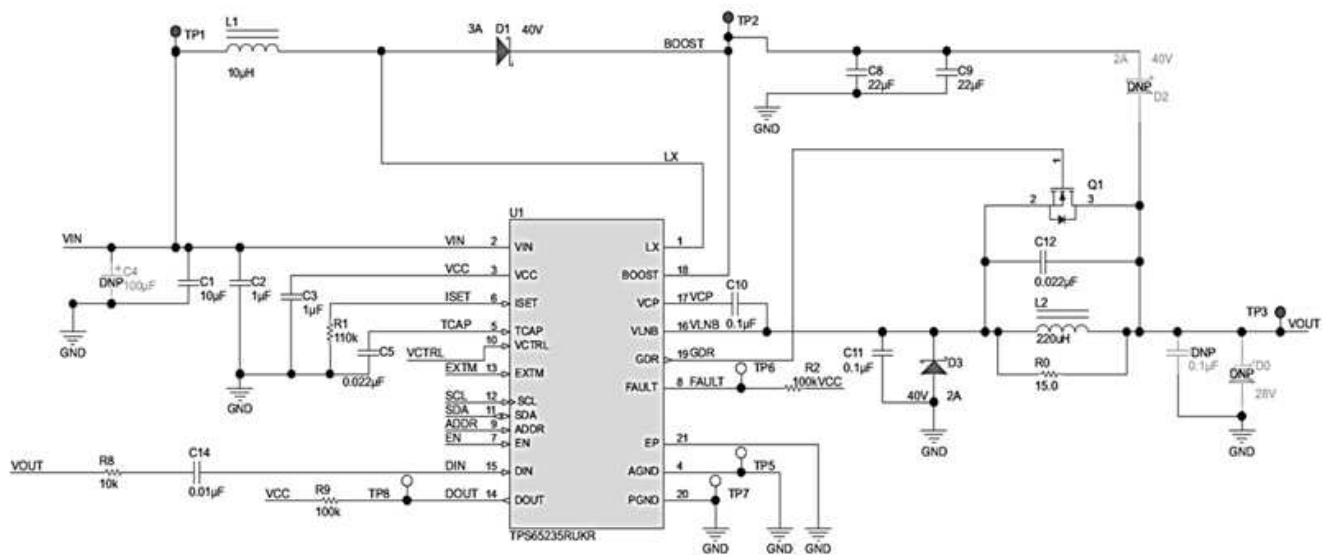 TP1
L1
10µH
3A D1 40V
BOOST
TP2
C8
22µF
C9
22µF
GND
2A 40V
DNP
D2
LX
1
Q1
2 3
C12
0.022µF
L2
220uH
R0
15.0
TP3
VOUT
VIN
C4
DNP
100µF
C1
10µF
C2
1µF
C3
1µF
GND
GND
R1
110k
C5
0.022µF
U1
VIN 2 VIN
VCC 3 VCC
ISET 6 ISET
TCAP 5 TCAP
VCTRL 10 VCTRL
EXTM 13 EXTM
SCL 12 SCL
SDA 11 SDA
ADDR 9 ADDR
EN 7 EN
DIN 15 DIN
DOUT 14 DOUT
LX 1
BOOST 18
VCP 17 VCP
C10
0.1µF
VLNB 16 VLNB
GDR 19 GDR
FAULT 8 FAULT
TP6
R2
100kVCC
EP 21
AGND 4
TP5
PGND 20
TP7
GND GND GND
TPS65235RUKR
C11
0.1µF
D3
40V 2A
GND
DNP
0.1µF
DNP
D0
28V
GND
VOUT
R8
10k
C14
0.01µF
VCC
R9
100k
TP8